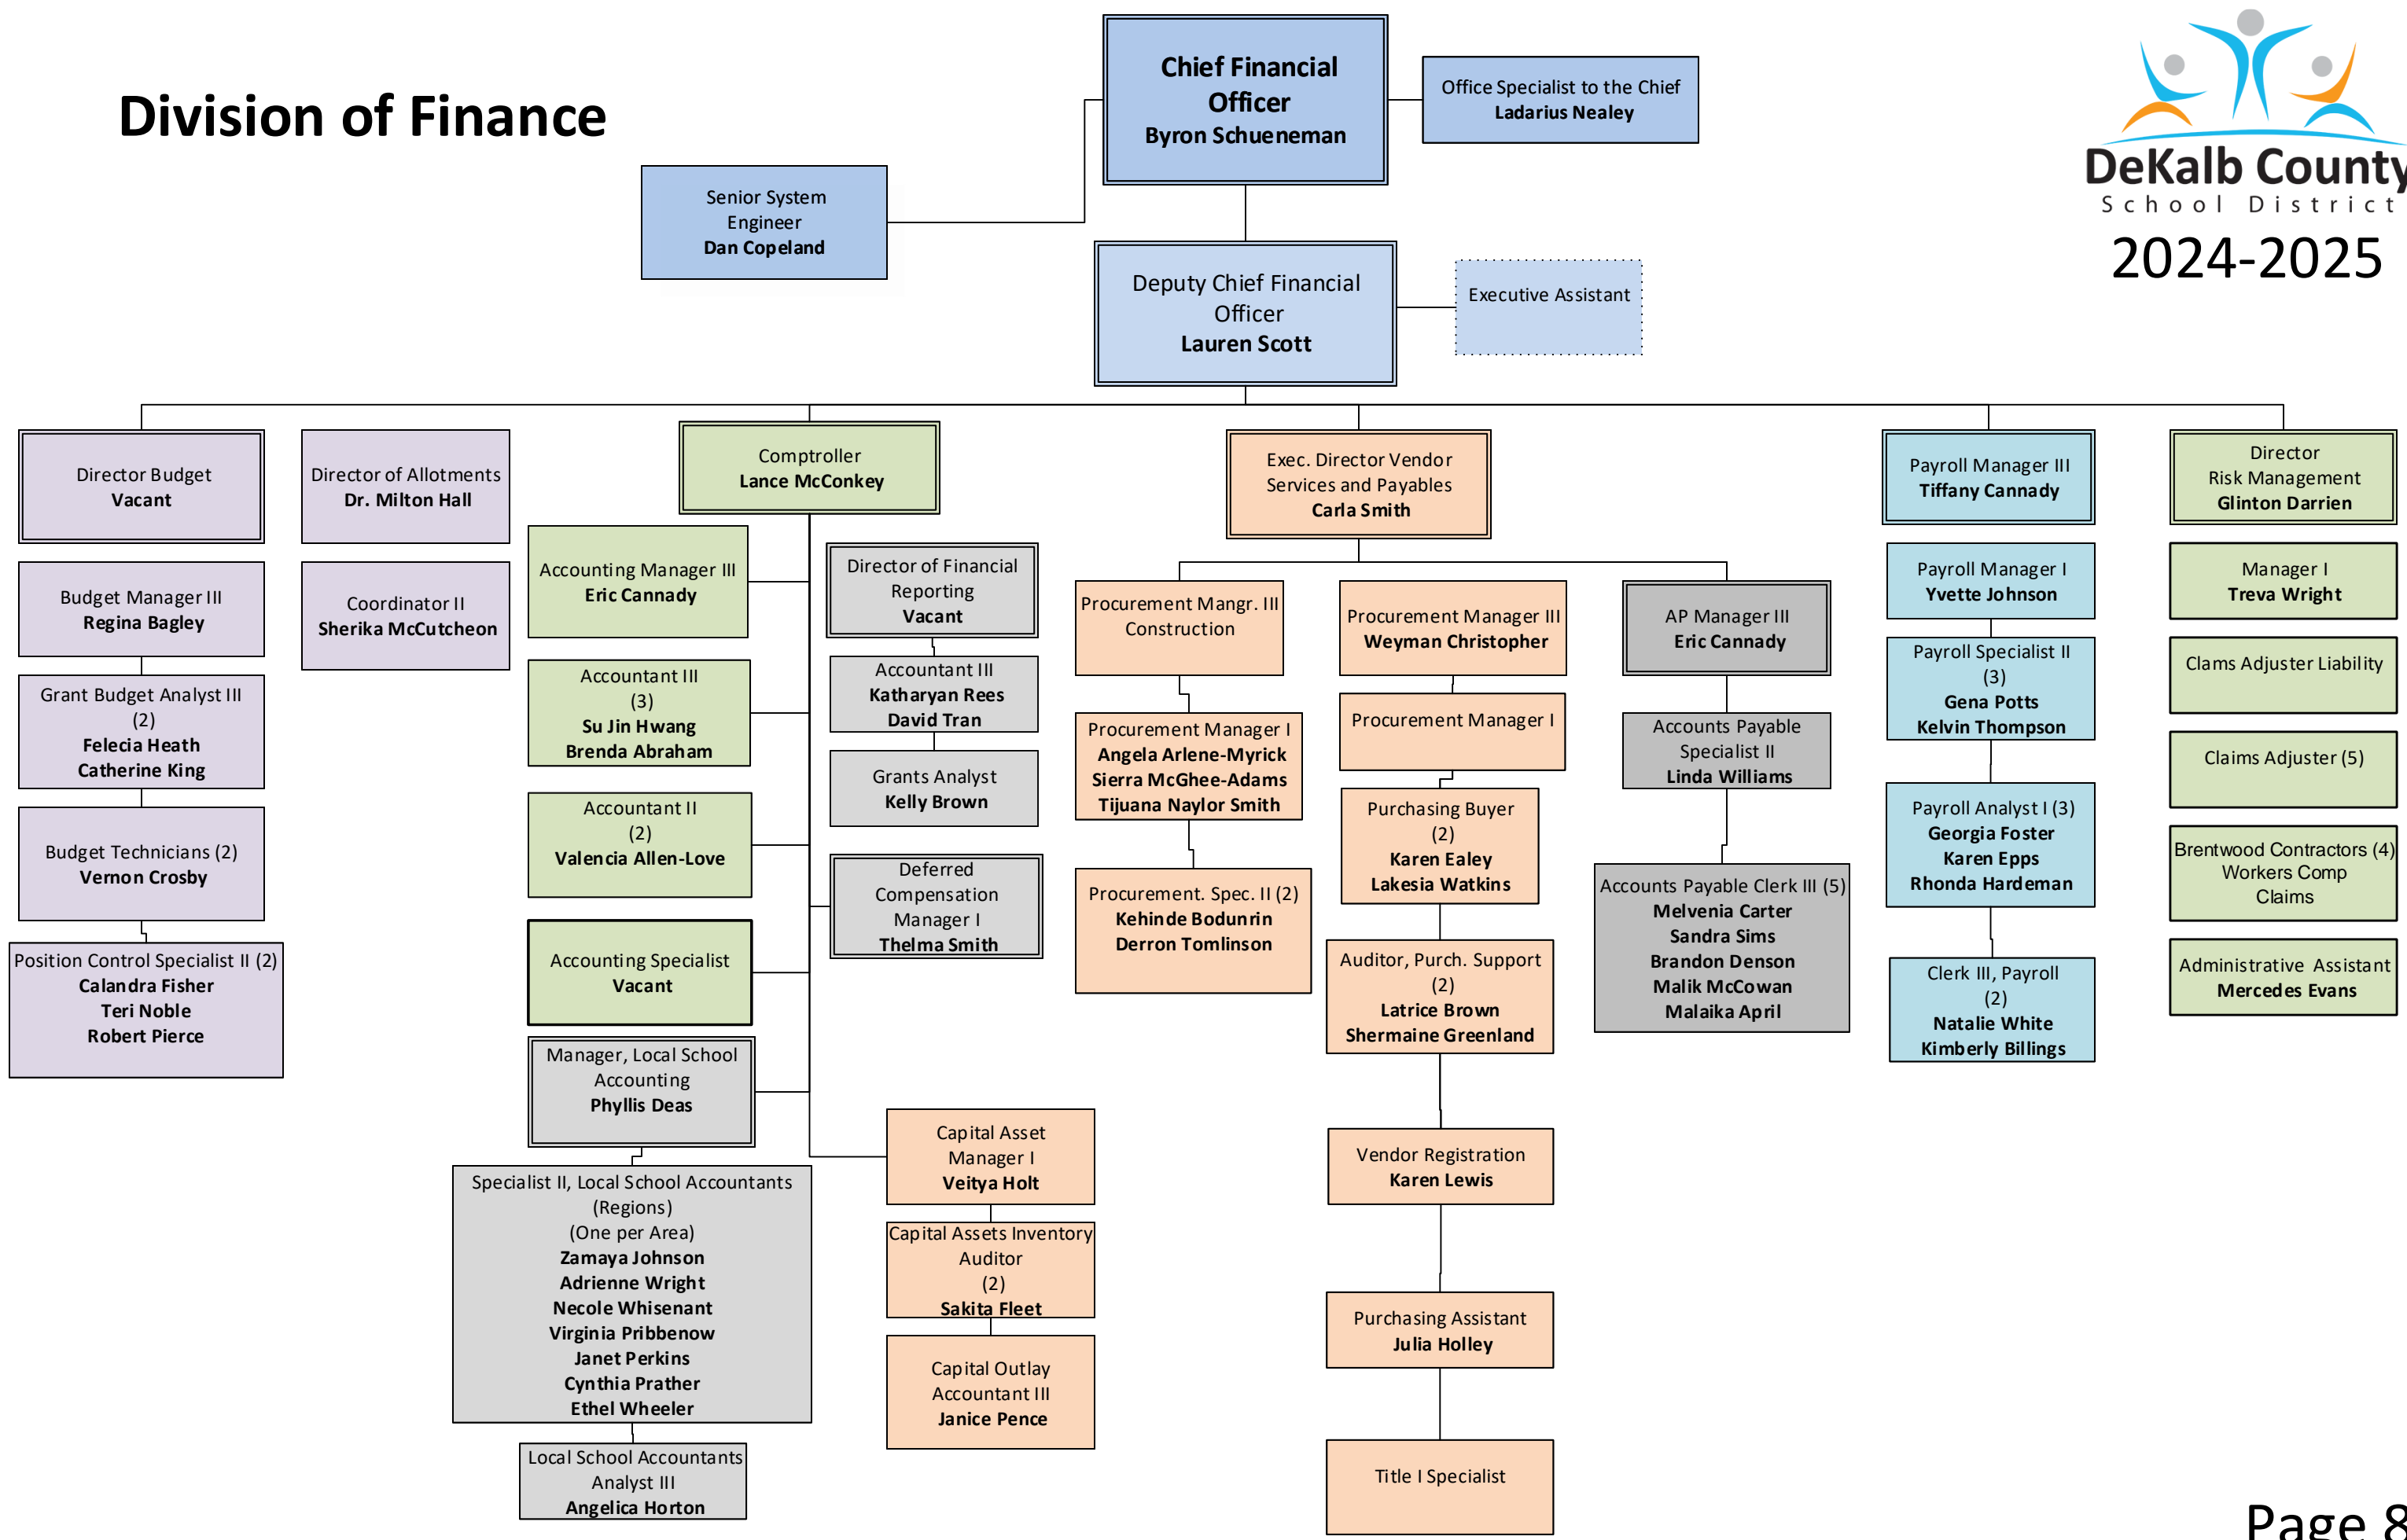 Division of Finance
Chief Financial
Officer
Byron Schueneman
Office Specialist to the Chief
Ladarius Nealey
DeKalb County
School District
2024-2025
Senior System
Engineer
Dan Copeland
Deputy Chief Financial
Officer
Lauren Scott
Executive Assistant
Director Budget
Vacant
Budget Manager III
Regina Bagley
Grant Budget Analyst III
(2)
Felecia Heath
Catherine King
Budget Technicians (2)
Vernon Crosby
Position Control Specialist II (2)
Calandra Fisher
Teri Noble
Robert Pierce
Director of Allotments
Dr. Milton Hall
Coordinator II
Sherika McCutcheon
Comptroller
Lance McConkey
Accounting Manager III
Eric Cannady
Accountant III
(3)
Su Jin Hwang
Brenda Abraham
Accountant II
(2)
Valencia Allen-Love
Accounting Specialist
Vacant
Manager, Local School
Accounting
Phyllis Deas
Specialist II, Local School Accountants
(Regions)
(One per Area)
Zamaya Johnson
Adrienne Wright
Necole Whisenant
Virginia Pribbenow
Janet Perkins
Cynthia Prather
Ethel Wheeler
Local School Accountants
Analyst III
Angelica Horton
Director of Financial
Reporting
Vacant
Accountant III
Katharyan Rees
David Tran
Grants Analyst
Kelly Brown
Deferred
Compensation
Manager I
Thelma Smith
Capital Asset
Manager I
Veitya Holt
Capital Assets Inventory
Auditor
(2)
Sakita Fleet
Capital Outlay
Accountant III
Janice Pence
Exec. Director Vendor
Services and Payables
Carla Smith
Procurement Mangr. III
Construction
Procurement Manager I
Angela Arlene-Myrick
Sierra McGhee-Adams
Tijuana Naylor Smith
Procurement. Spec. II (2)
Kehinde Bodunrin
Derron Tomlinson
Procurement Manager III
Weyman Christopher
Procurement Manager I
Purchasing Buyer
(2)
Karen Ealey
Lakesia Watkins
Auditor, Purch. Support
(2)
Latrice Brown
Shermaine Greenland
Vendor Registration
Karen Lewis
Purchasing Assistant
Julia Holley
Title I Specialist
AP Manager III
Eric Cannady
Accounts Payable
Specialist II
Linda Williams
Accounts Payable Clerk III (5)
Melvenia Carter
Sandra Sims
Brandon Denson
Malik McCowan
Malaika April
Payroll Manager III
Tiffany Cannady
Payroll Manager I
Yvette Johnson
Payroll Specialist II
(3)
Gena Potts
Kelvin Thompson
Payroll Analyst I (3)
Georgia Foster
Karen Epps
Rhonda Hardeman
Clerk III, Payroll
(2)
Natalie White
Kimberly Billings
Director
Risk Management
Glinton Darrien
Manager I
Treva Wright
Clams Adjuster Liability
Claims Adjuster (5)
Brentwood Contractors (4)
Workers Comp
Claims
Administrative Assistant
Mercedes Evans
Page 8